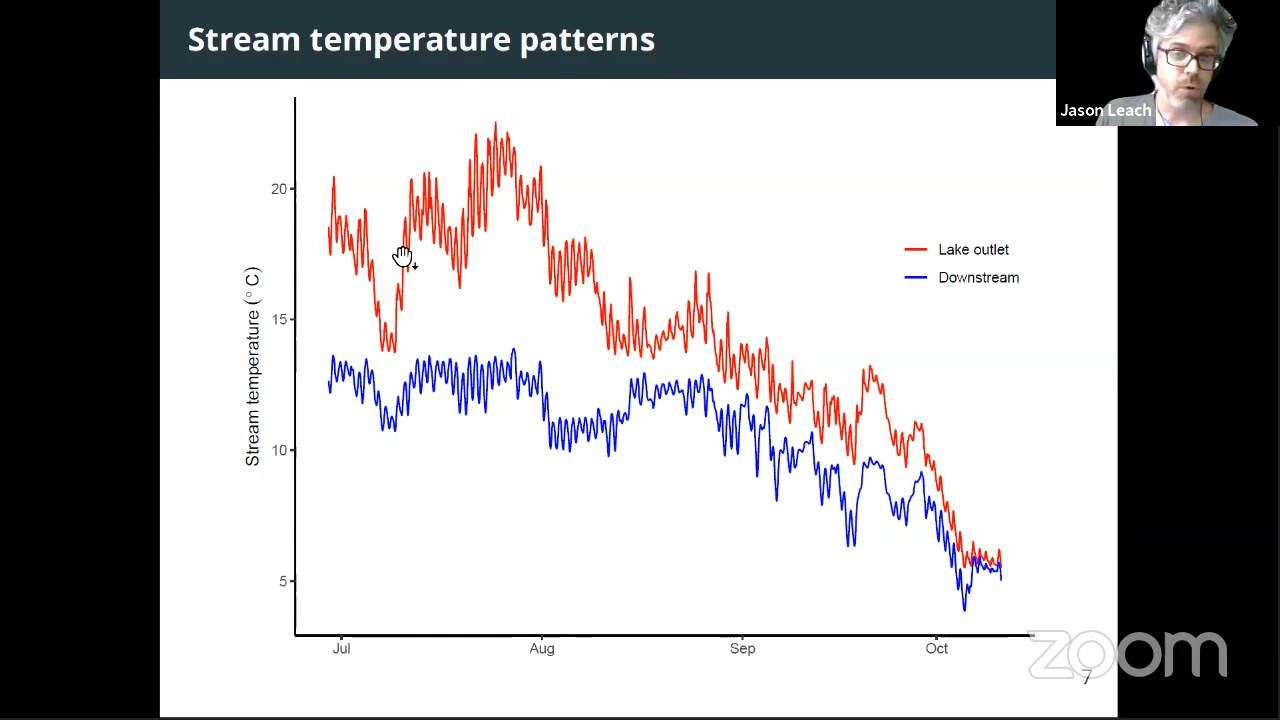 Stream temperature patterns
Jason Leach
20
15
10
5
Stream temperature (° C)
Lake outlet
Downstream
Jul
Aug
Sep
Oct
zoom
7